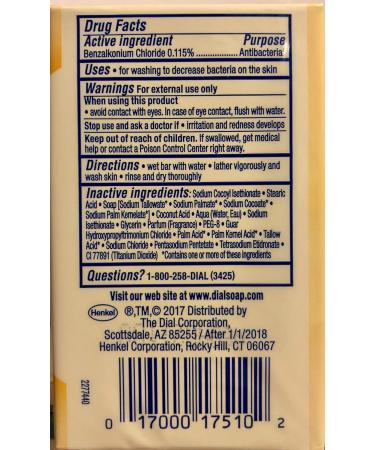 Drug Facts
Active ingredient Purpose
Benzalkonium Chloride 0.115% .................. Antibacterial
Uses • for washing to decrease bacteria on the skin
Warnings For external use only
When using this product
• avoid contact with eyes. In case of eye contact, flush with water.
Stop use and ask a doctor if • irritation and redness develops
Keep out of reach of children. If swallowed, get medical
help or contact a Poison Control Center right away.
Directions • wet bar with water • lather vigorously and
wash skin • rinse and dry thoroughly
Inactive ingredients: Sodium Cocoyl Isethionate • Stearic
Acid • Soap [Sodium Tallowate* • Sodium Palmate* • Sodium Cocoate* •
Sodium Palm Kernelate*] • Coconut Acid • Aqua (Water, Eau) • Sodium
Isethionate • Glycerin • Parfum (Fragrance) • PEG-8 • Guar
Hydroxypropyltrimonium Chloride • Palm Acid* • Palm Kernel Acid* • Tallow
Acid* • Sodium Chloride • Pentasodium Pentetate • Tetrasodium Etidronate •
CI 77891 (Titanium Dioxide) *Contains one or more of these ingredients
Questions? 1-800-258-DIAL (3425)
Visit our web site at www.dialsoap.com
Henkel ®,TM,© 2017 Distributed by
The Dial Corporation,
Scottsdale, AZ 85255 / After 1/1/2018
Henkel Corporation, Rocky Hill, CT 06067
2277440
0 17000 17510 2